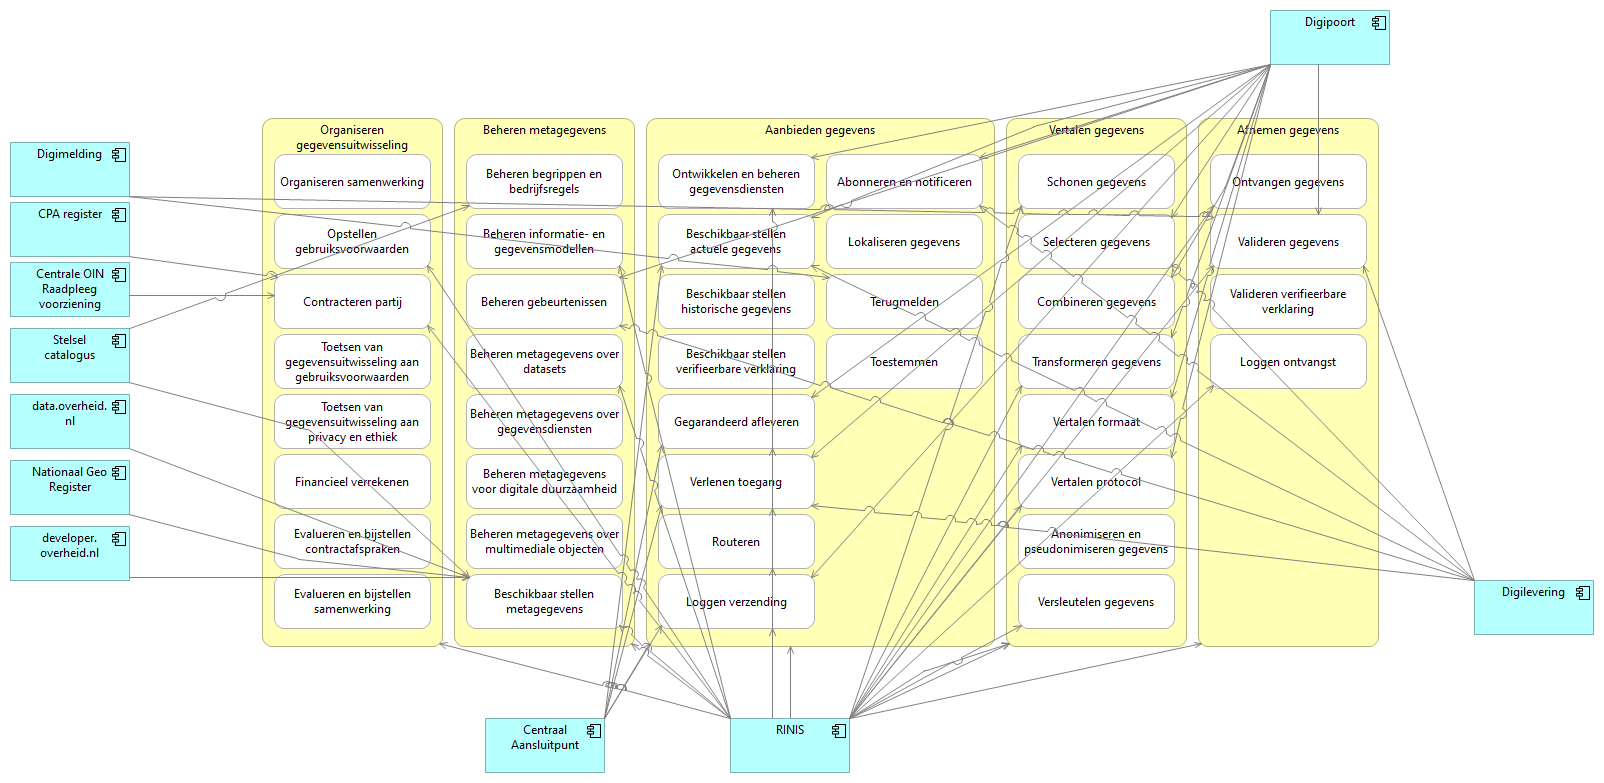 Digipoort
Digimelding
CPA register
Centrale OIN
Raadpleeg
voorziening
Stelsel
catalogus
data.overheid.
nl
Nationaal Geo
Register
developer.
overheid.nl
Organiseren
gegevensuitwisseling
Organiseren samenwerking
Opstellen
gebruiksvoorwaarden
Contracteren partij
Toetsen van
gegevensuitwisseling aan
gebruiksvoorwaarden
Toetsen van
gegevensuitwisseling aan
privacy en ethiek
Financieel verrekenen
Evalueren en bijstellen
contractafspraken
Evalueren en bijstellen
samenwerking
Beheren metagegevens
Beheren begrippen en
bedrijfsregels
Beheren informatie- en
gegevensmodellen
Beheren gebeurtenissen
Beheren metagegevens over
datasets
Beheren metagegevens over
gegevensdiensten
Beheren metagegevens
voor digitale duurzaamheid
Beheren metagegevens over
multimediale objecten
Beschikbaar stellen
metagegevens
Aanbieden gegevens
Ontwikkelen en beheren
gegevensdiensten
Beschikbaar stellen
actuele gegevens
Beschikbaar stellen
historische gegevens
Beschikbaar stellen
verifieerbare verklaring
Gegarandeerd afleveren
Verlenen toegang
Routeren
Loggen verzending
Abonneren en notificeren
Lokaliseren gegevens
Terugmelden
Toestemmen
Vertalen gegevens
Schonen gegevens
Selecteren gegevens
Combineren gegevens
Transformeren gegevens
Vertalen formaat
Vertalen protocol
Anonimiseren en
pseudonimiseren gegevens
Versleutelen gegevens
Afnemen gegevens
Ontvangen gegevens
Valideren gegevens
Valideren verifieerbare
verklaring
Loggen ontvangst
Digilevering
Centraal
Aansluitpunt
RINIS